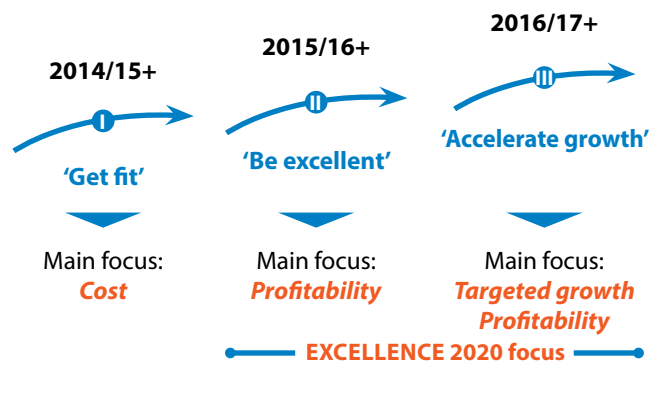 2014/15+
I
‘Get fit’
Main focus:
Cost
2015/16+
II
‘Be excellent’
Main focus:
Profitability
2016/17+
III
‘Accelerate growth’
Main focus:
Targeted growth
Profitability
EXCELLENCE 2020 focus